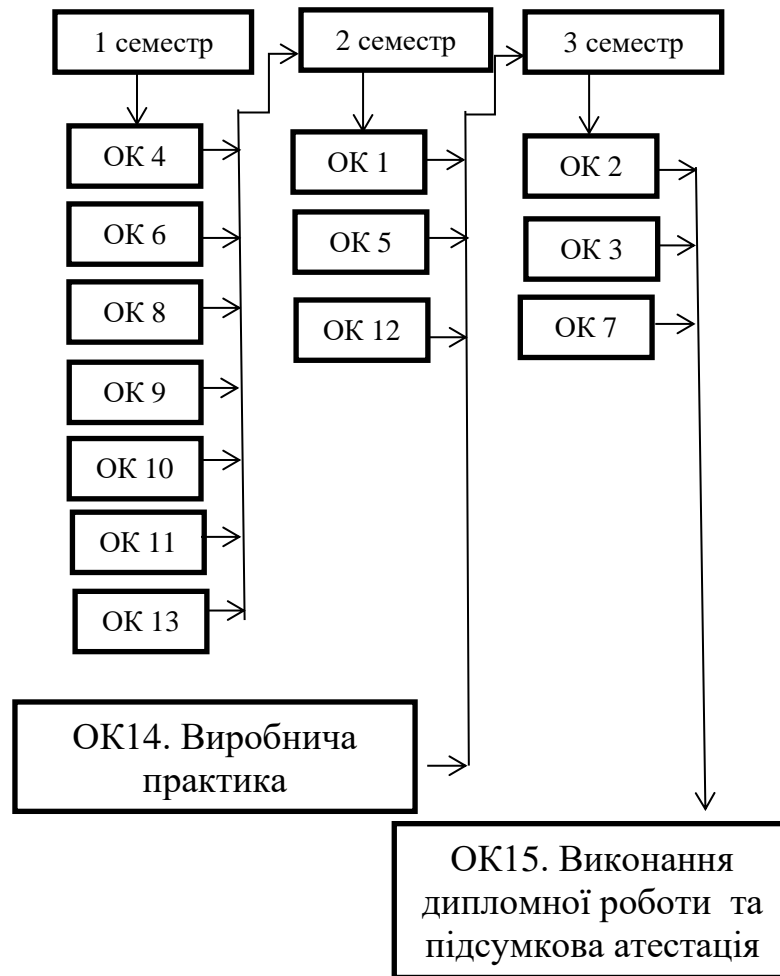 1 семестр
2 семестр
3 семестр
ОК 4
ОК 6
ОК 8
ОК 9
ОК 10
ОК 11
ОК 13
ОК 1
ОК 5
ОК 12
ОК 2
ОК 3
ОК 7
ОК14. Виробнича
практика
ОК15. Виконання
дипломної роботи та
підсумкова атестація